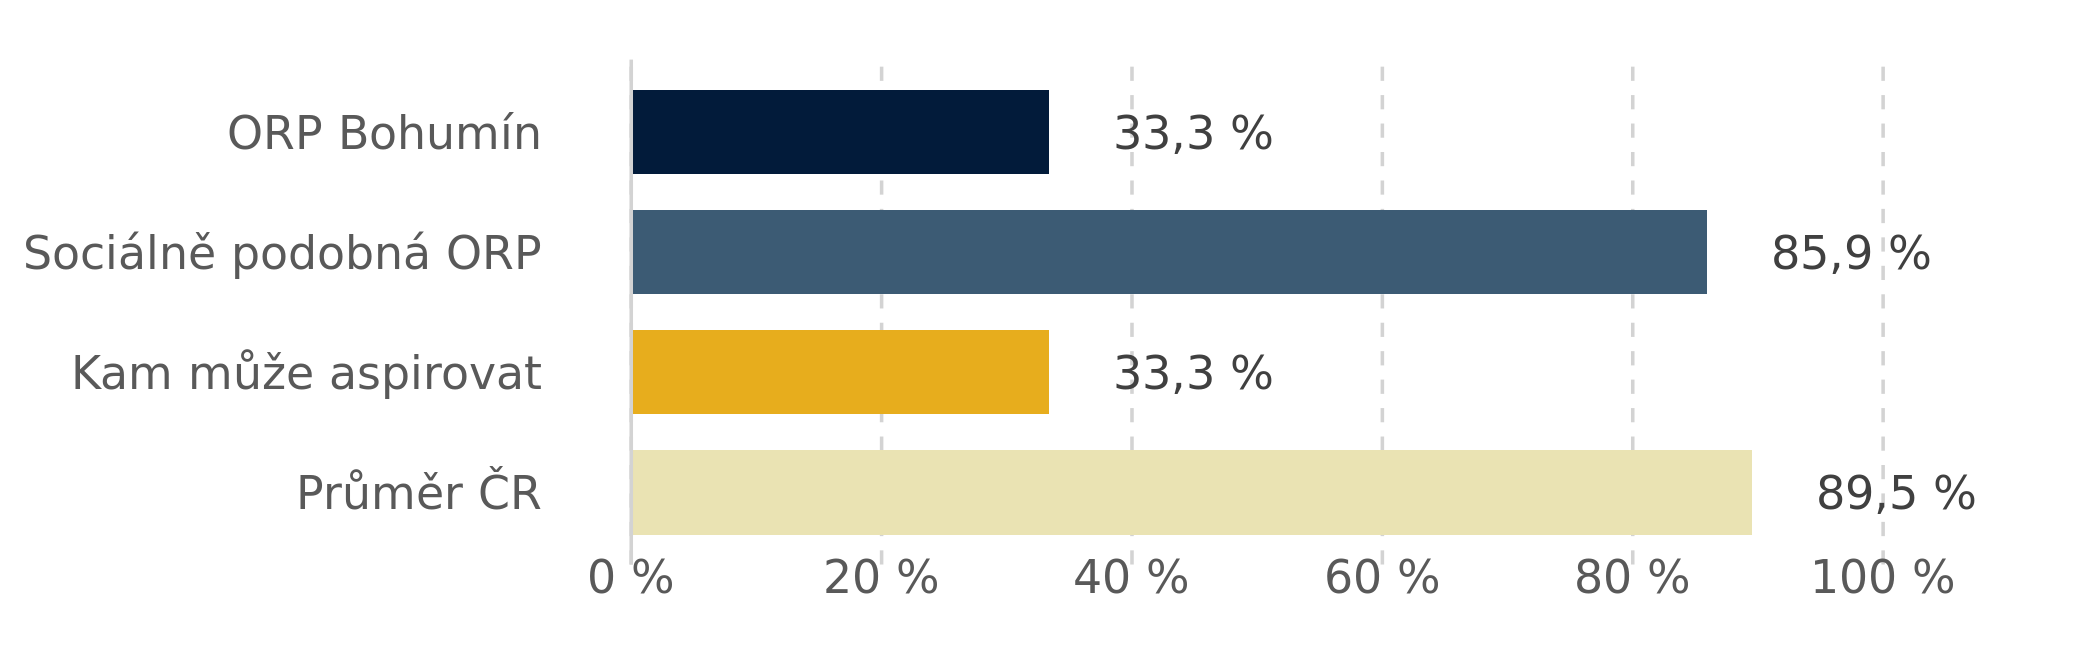 ORP Bohumín
33,3 %
Sociálně podobná ORP
85,9 %
Kam může aspirovat
33,3 %
Průměr ČR
89,5 %
0 % 20 % 40 % 60 % 80 % 100 %